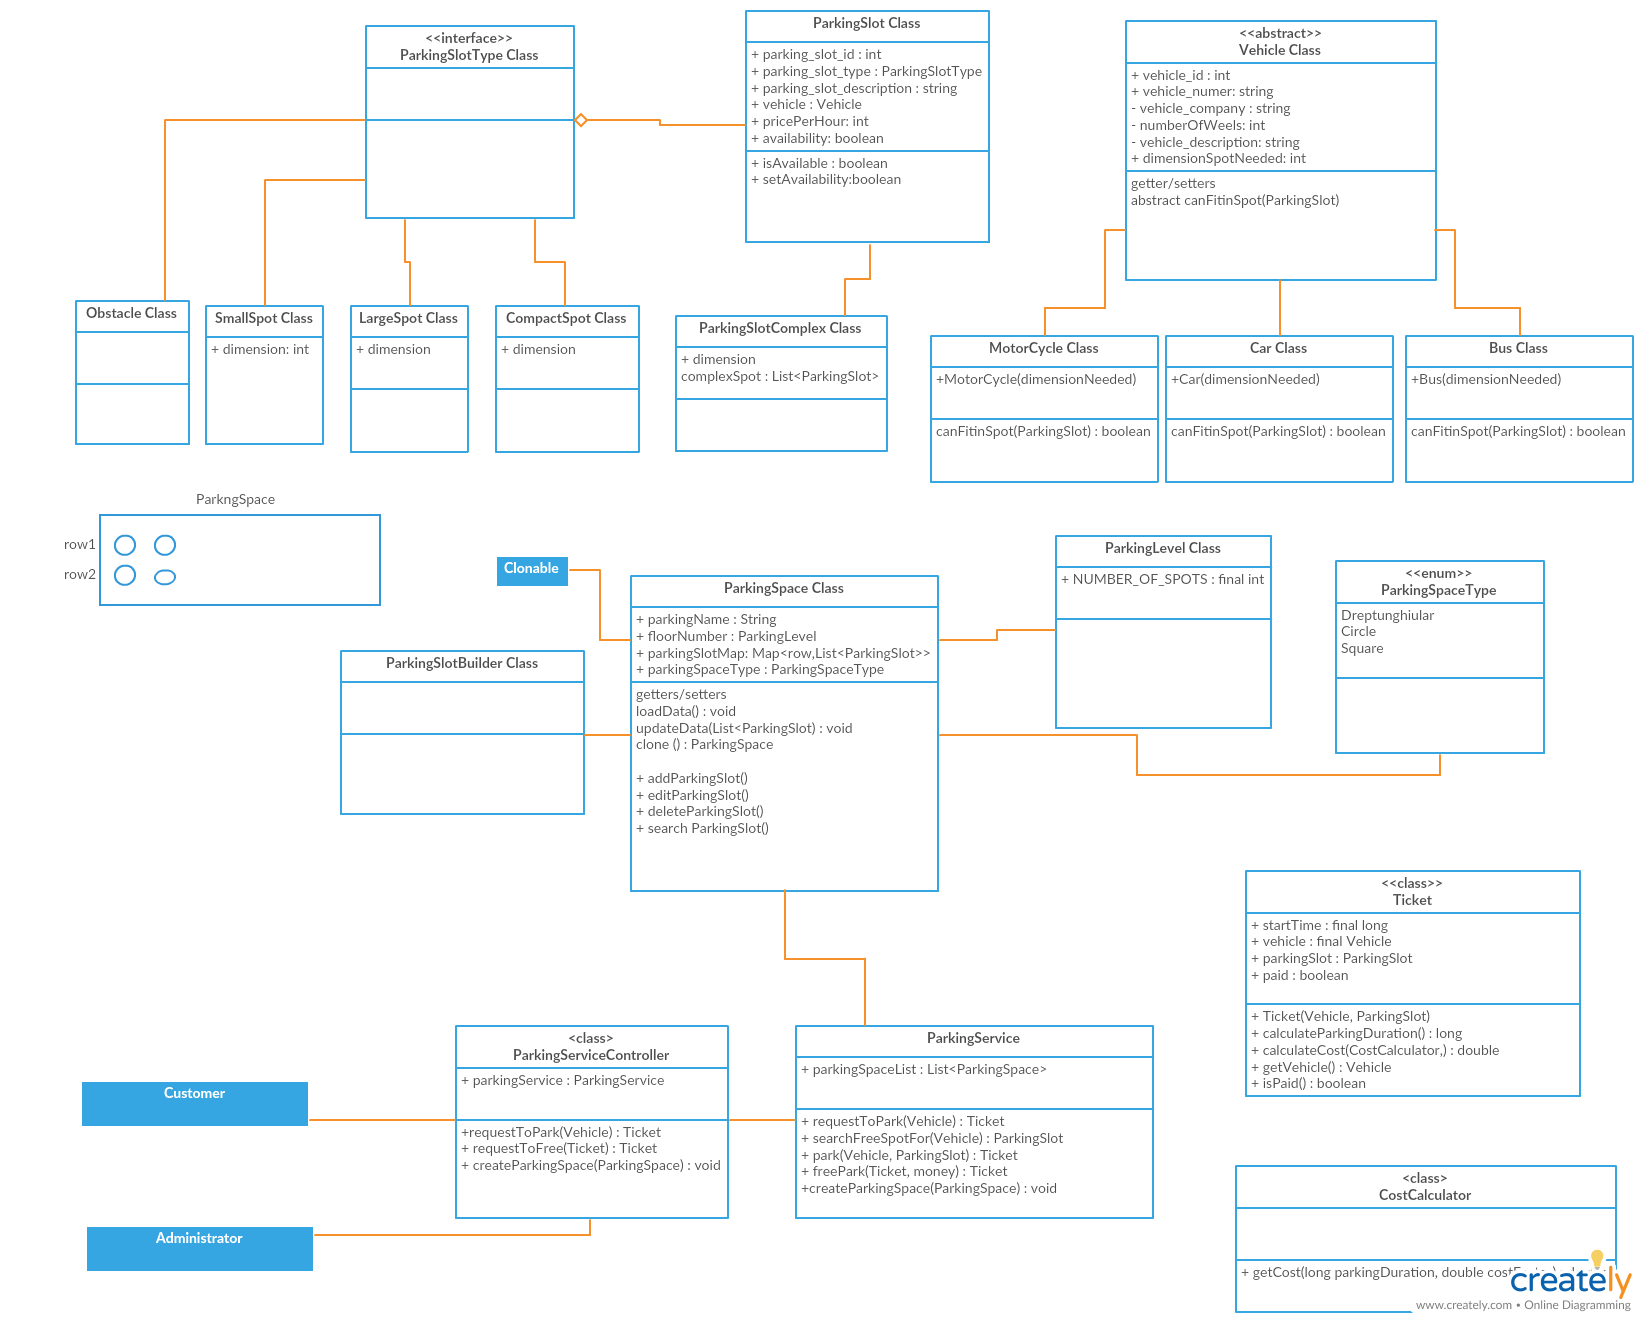 <<interface>>
ParkingSlotType Class
ParkingSlot Class
+ parking_slot_id : int
+ parking_slot_type : ParkingSlotType
+ parking_slot_description : string
+ vehicle : Vehicle
+ pricePerHour: int
+ availability: boolean
+ isAvailable : boolean
+ setAvailability:boolean
<<abstract>>
Vehicle Class
+ vehicle_id : int
+ vehicle_numer: string
- vehicle_company : string
- numberOfWeels: int
- vehicle_description: string
+ dimensionSpotNeeded: int
getter/setters
abstract canFitinSpot(ParkingSlot)
Obstacle Class
SmallSpot Class
+ dimension: int
LargeSpot Class
+ dimension
CompactSpot Class
+ dimension
ParkingSlotComplex Class
+ dimension
complexSpot : List<ParkingSlot>
MotorCycle Class
+MotorCycle(dimensionNeeded)
canFitinSpot(ParkingSlot) : boolean
Car Class
+Car(dimensionNeeded)
canFitinSpot(ParkingSlot) : boolean
Bus Class
+Bus(dimensionNeeded)
canFitinSpot(ParkingSlot) : boolean
ParkngSpace
row1
row2
Clonable
ParkingSlotBuilder Class
ParkingSpace Class
+ parkingName : String
+ floorNumber : ParkingLevel
+ parkingSlotMap: Map<row,List<ParkingSlot>>
+ parkingSpaceType : ParkingSpaceType
getters/setters
loadData() : void
updateData(List<ParkingSlot) : void
clone () : ParkingSpace
+ addParkingSlot()
+ editParkingSlot()
+ deleteParkingSlot()
+ search ParkingSlot()
ParkingLevel Class
+ NUMBER_OF_SPOTS : final int
<<enum>>
ParkingSpaceType
Dreptunghiular
Circle
Square
<<class>>
Ticket
+ startTime : final long
+ vehicle : final Vehicle
+ parkingSlot : ParkingSlot
+ paid : boolean
+ Ticket(Vehicle, ParkingSlot)
+ calculateParkingDuration() : long
+ calculateCost(CostCalculator,) : double
+ getVehicle() : Vehicle
+ isPaid() : boolean
<class>
ParkingServiceController
+ parkingService : ParkingService
+requestToPark(Vehicle) : Ticket
+ requestToFree(Ticket) : Ticket
+ createParkingSpace(ParkingSpace) : void
ParkingService
+ parkingSpaceList : List<ParkingSpace>
+ requestToPark(Vehicle) : Ticket
+ searchFreeSpotFor(Vehicle) : ParkingSlot
+ park(Vehicle, ParkingSlot) : Ticket
+ freePark(Ticket, money) : Ticket
+createParkingSpace(ParkingSpace) : void
Customer
Administrator
<class>
CostCalculator
+ getCost(long parkingDuration, double
creately
www.creately.com • Online Diagramming